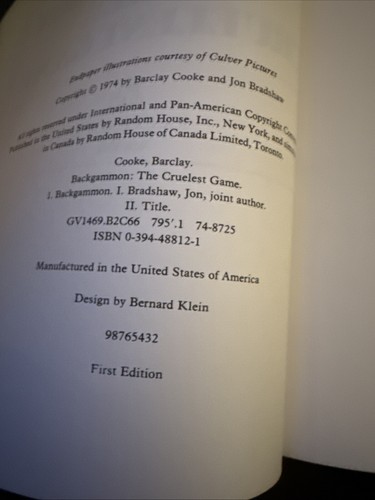 Endpaper illustrations courtesy of Culver Pictures
Copyright © 1974 by Barclay Cooke and Jon Bradshaw
All rights reserved under International and Pan-American Copyright
Published in the United States by Random House, Inc., New York, and
in Canada by Random House of Canada Limited, Toronto.
Cooke, Barclay.
Backgammon: The Cruelest Game.
1. Backgammon. I. Bradshaw, Jon, joint author.
II. Title.
GV1469.B2C66 795'.1 74-8725
ISBN 0-394-48812-1
Manufactured in the United States of America
Design by Bernard Klein
98765432
First Edition